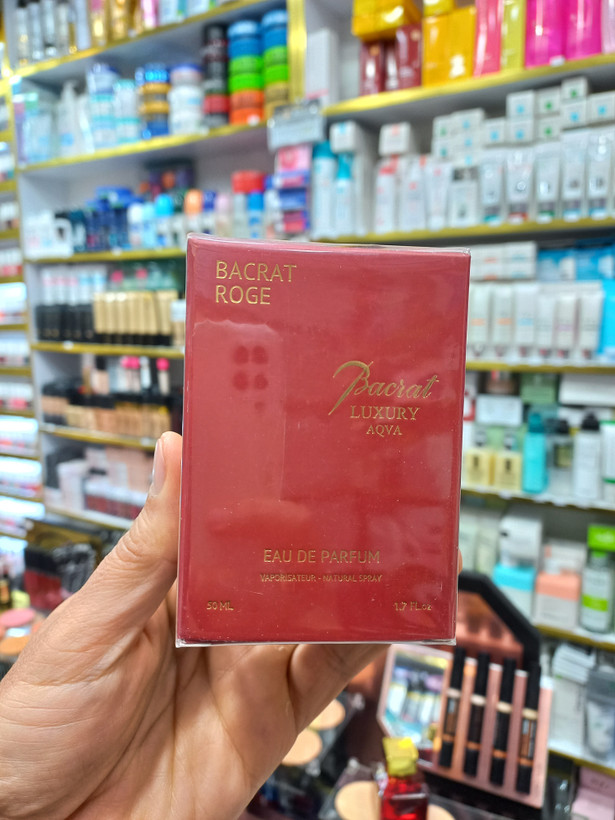 BACRAT
ROGE
Bacrat
LUXURY
AQVA
EAU DE PARFUM
VAPORISATEUR - NATURAL SPRAY
50 ML
1.7 FL.oz